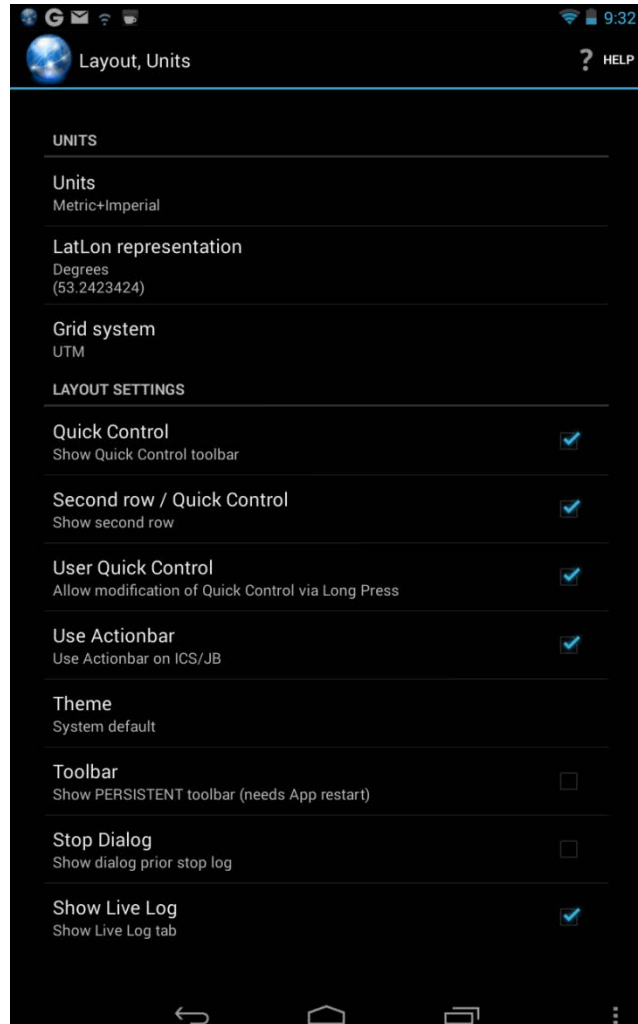 9:32
Layout, Units
? HELP
UNITS
Units
Metric+Imperial
LatLon representation
Degrees
(53.2423424)
Grid system
UTM
LAYOUT SETTINGS
Quick Control
Show Quick Control toolbar
Second row / Quick Control
Show second row
User Quick Control
Allow modification of Quick Control via Long Press
Use Actionbar
Use Actionbar on ICS/JB
Theme
System default
Toolbar
Show PERSISTENT toolbar (needs App restart)
Stop Dialog
Show dialog prior stop log
Show Live Log
Show Live Log tab